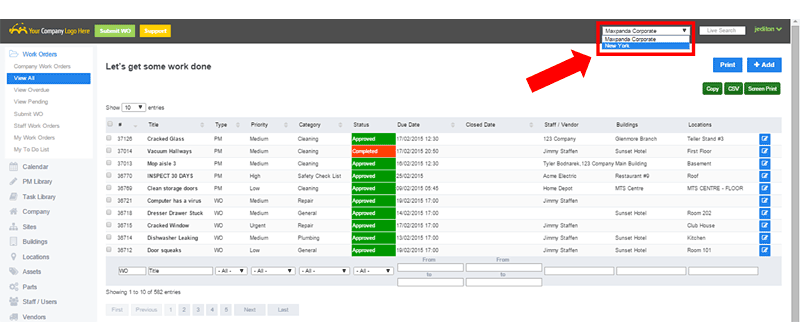 Your Company Logo Here Submit WO Support Maxpanda Corporate Live Search jediton
Maxpanda Corporate
New York
Work Orders
Company Work Orders
View All
View Overdue
View Pending
Submit WO
Staff Work Orders
My Work Orders
My To Do List
Calendar
PM Library
Task Library
Company
Sites
Buildings
Locations
Assets
Parts
Staff / Users
Vendors
Let's get some work done Print + Add
Copy CSV Screen Print
Show 10 entries
# Title Type Priority Category Status Due Date Closed Date Staff / Vendor Buildings Locations
37126 Cracked Glass PM Medium Cleaning Approved 17/02/2015 12:30 123 Company Glenmore Branch Teller Stand #3
37014 Vacuum Hallways PM Medium Cleaning Completed 17/02/2015 20:50 Jimmy Staffen Sunset Hotel First Floor
37013 Mop aisle 3 PM Medium Cleaning Approved 16/02/2015 12:30 Tyler Bodnarek,123 Company Main Building Basement
36770 INSPECT 30 DAYS PM High Safety Check List Approved 25/02/2015 Acme Electric Restaurant #9 Roof
36769 Clean storage doors PM Low Cleaning Approved 09/02/2015 05:45 Home Depot MTS Centre MTS CENTRE - FLOOR
36721 Computer has a virus WO Medium Repair Approved 19/02/2015 17:00 Jimmy Staffen
36718 Dresser Drawer Stuck WO Medium General Approved 14/02/2015 17:00 Sunset Hotel Room 202
36715 Cracked Window WO Urgent Repair Approved 17/02/2015 17:00 Jimmy Staffen Club House
36714 Dishwasher Leaking WO Medium Plumbing Approved 13/02/2015 17:00 Jimmy Staffen Sunset Hotel Kitchen
36712 Door squeaks WO Low General Approved 19/02/2015 17:00 Jimmy Staffen Sunset Hotel Room 101
From From
WO Title - All - - All - - All - - All -
to to
Showing 1 to 10 of 582 entries
First Previous 1 2 3 4 5 Next Last